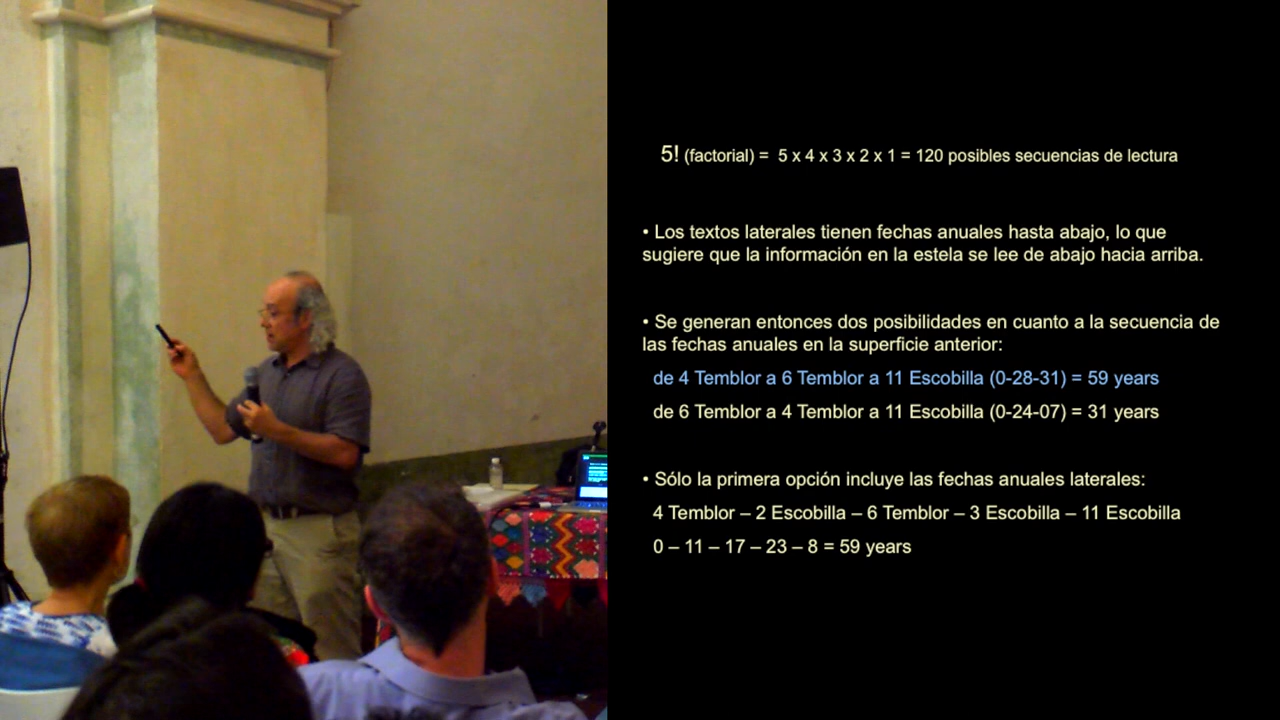 5! (factorial) = 5 x 4 x 3 x 2 x 1 = 120 posibles secuencias de lectura
• Los textos laterales tienen fechas anuales hasta abajo, lo que
sugiere que la información en la estela se lee de abajo hacia arriba.
• Se generan entonces dos posibilidades en cuanto a la secuencia de
las fechas anuales en la superficie anterior:
de 4 Temblor a 6 Temblor a 11 Escobilla (0-28-31) = 59 years
de 6 Temblor a 4 Temblor a 11 Escobilla (0-24-07) = 31 years
• Sólo la primera opción incluye las fechas anuales laterales:
4 Temblor – 2 Escobilla – 6 Temblor – 3 Escobilla – 11 Escobilla
0 – 11 – 17 – 23 – 8 = 59 years